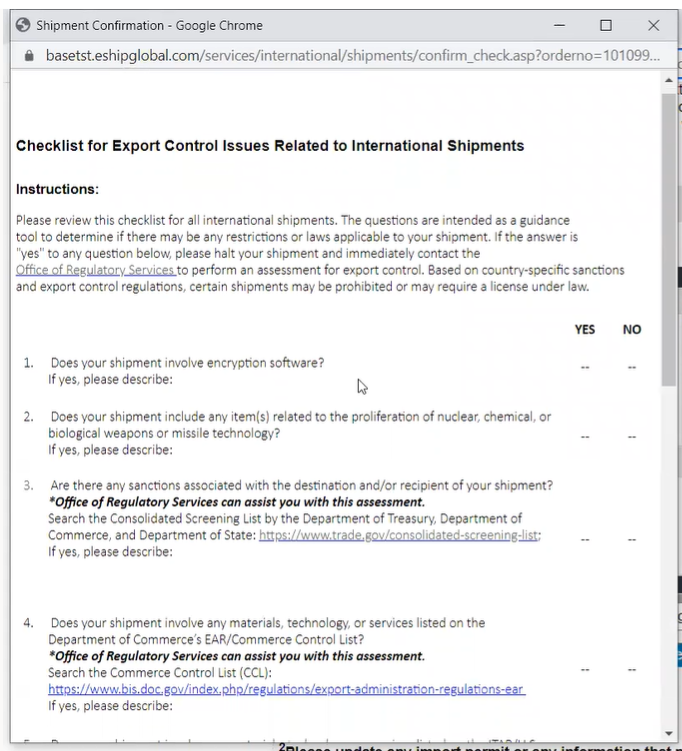 Shipment Confirmation - Google Chrome
basetst.eshipglobal.com/services/international/shipments/confirm_check.asp?orderno=101099...
Checklist for Export Control Issues Related to International Shipments
Instructions:
Please review this checklist for all international shipments. The questions are intended as a guidance
tool to determine if there may be any restrictions or laws applicable to your shipment. If the answer is
"yes" to any question below, please halt your shipment and immediately contact the
Office of Regulatory Services to perform an assessment for export control. Based on country-specific sanctions
and export control regulations, certain shipments may be prohibited or may require a license under law.
YES NO
1. Does your shipment involve encryption software?
If yes, please describe: -- --
2. Does your shipment include any item(s) related to the proliferation of nuclear, chemical, or
biological weapons or missile technology? -- --
If yes, please describe:
3. Are there any sanctions associated with the destination and/or recipient of your shipment?
*Office of Regulatory Services can assist you with this assessment.
Search the Consolidated Screening List by the Department of Treasury, Department of
Commerce, and Department of State: https://www.trade.gov/consolidated-screening-list; -- --
If yes, please describe:
4. Does your shipment involve any materials, technology, or services listed on the
Department of Commerce's EAR/Commerce Control List?
*Office of Regulatory Services can assist you with this assessment.
Search the Commerce Control List (CCL): -- --
https://www.bis.doc.gov/index.php/regulations/export-administration-regulations-ear
If yes, please describe:
2Please update any import permit or any information that